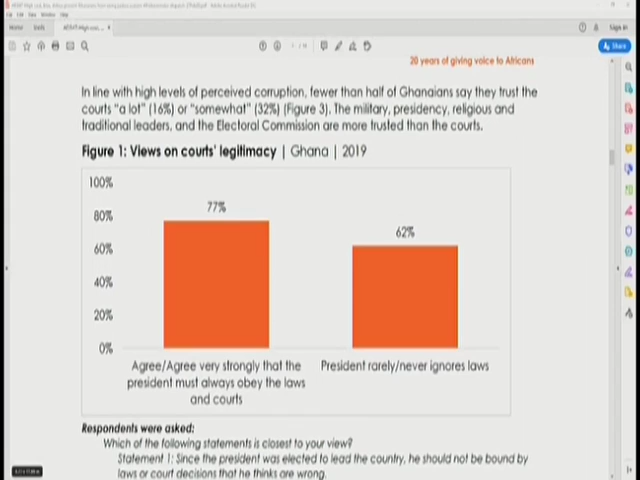 Home
Tools
Sign In
Share
20 years of giving voice to Africans
In line with high levels of perceived corruption, fewer than half of Ghanaians say they trust the
courts "a lot" (16%) or "somewhat" (32%) (Figure 3). The military, presidency, religious and
traditional leaders, and the Electoral Commission are more trusted than the courts.
Figure 1: Views on courts' legitimacy | Ghana | 2019
100%
80%
60%
40%
20%
0%
77%
62%
Agree/Agree very strongly that the
president must always obey the laws
and courts
President rarely/never ignores laws
Respondents were asked:
Which of the following statements is closest to your view?
Statement 1: Since the president was elected to lead the country, he should not be bound by
laws or court decisions that he thinks are wrong.